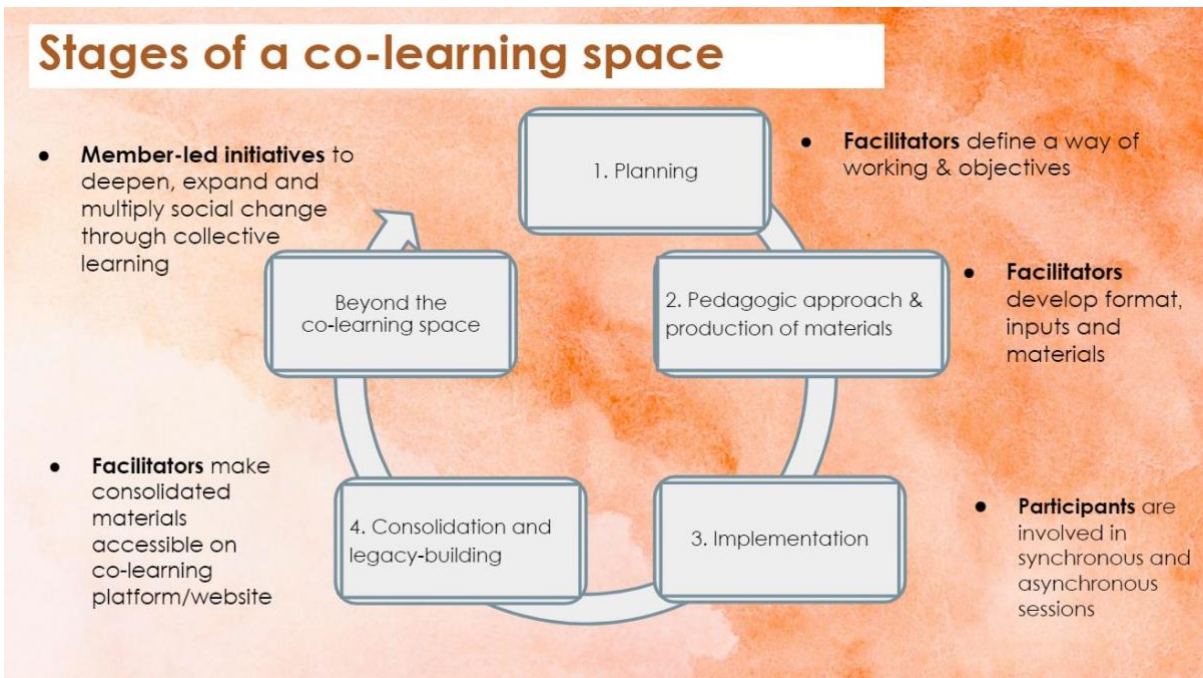 Stages of a co-learning space
1. Planning
● Facilitators define a way of
working & objectives
2. Pedagogic approach &
production of materials
● Facilitators
develop format,
inputs and
materials
3. Implementation
● Participants are
involved in
synchronous and
asynchronous
sessions
4. Consolidation and
legacy-building
● Facilitators make
consolidated
materials
accessible on
co-learning
platform/website
Beyond the
co-learning space
● Member-led initiatives to
deepen, expand and
multiply social change
through collective
learning